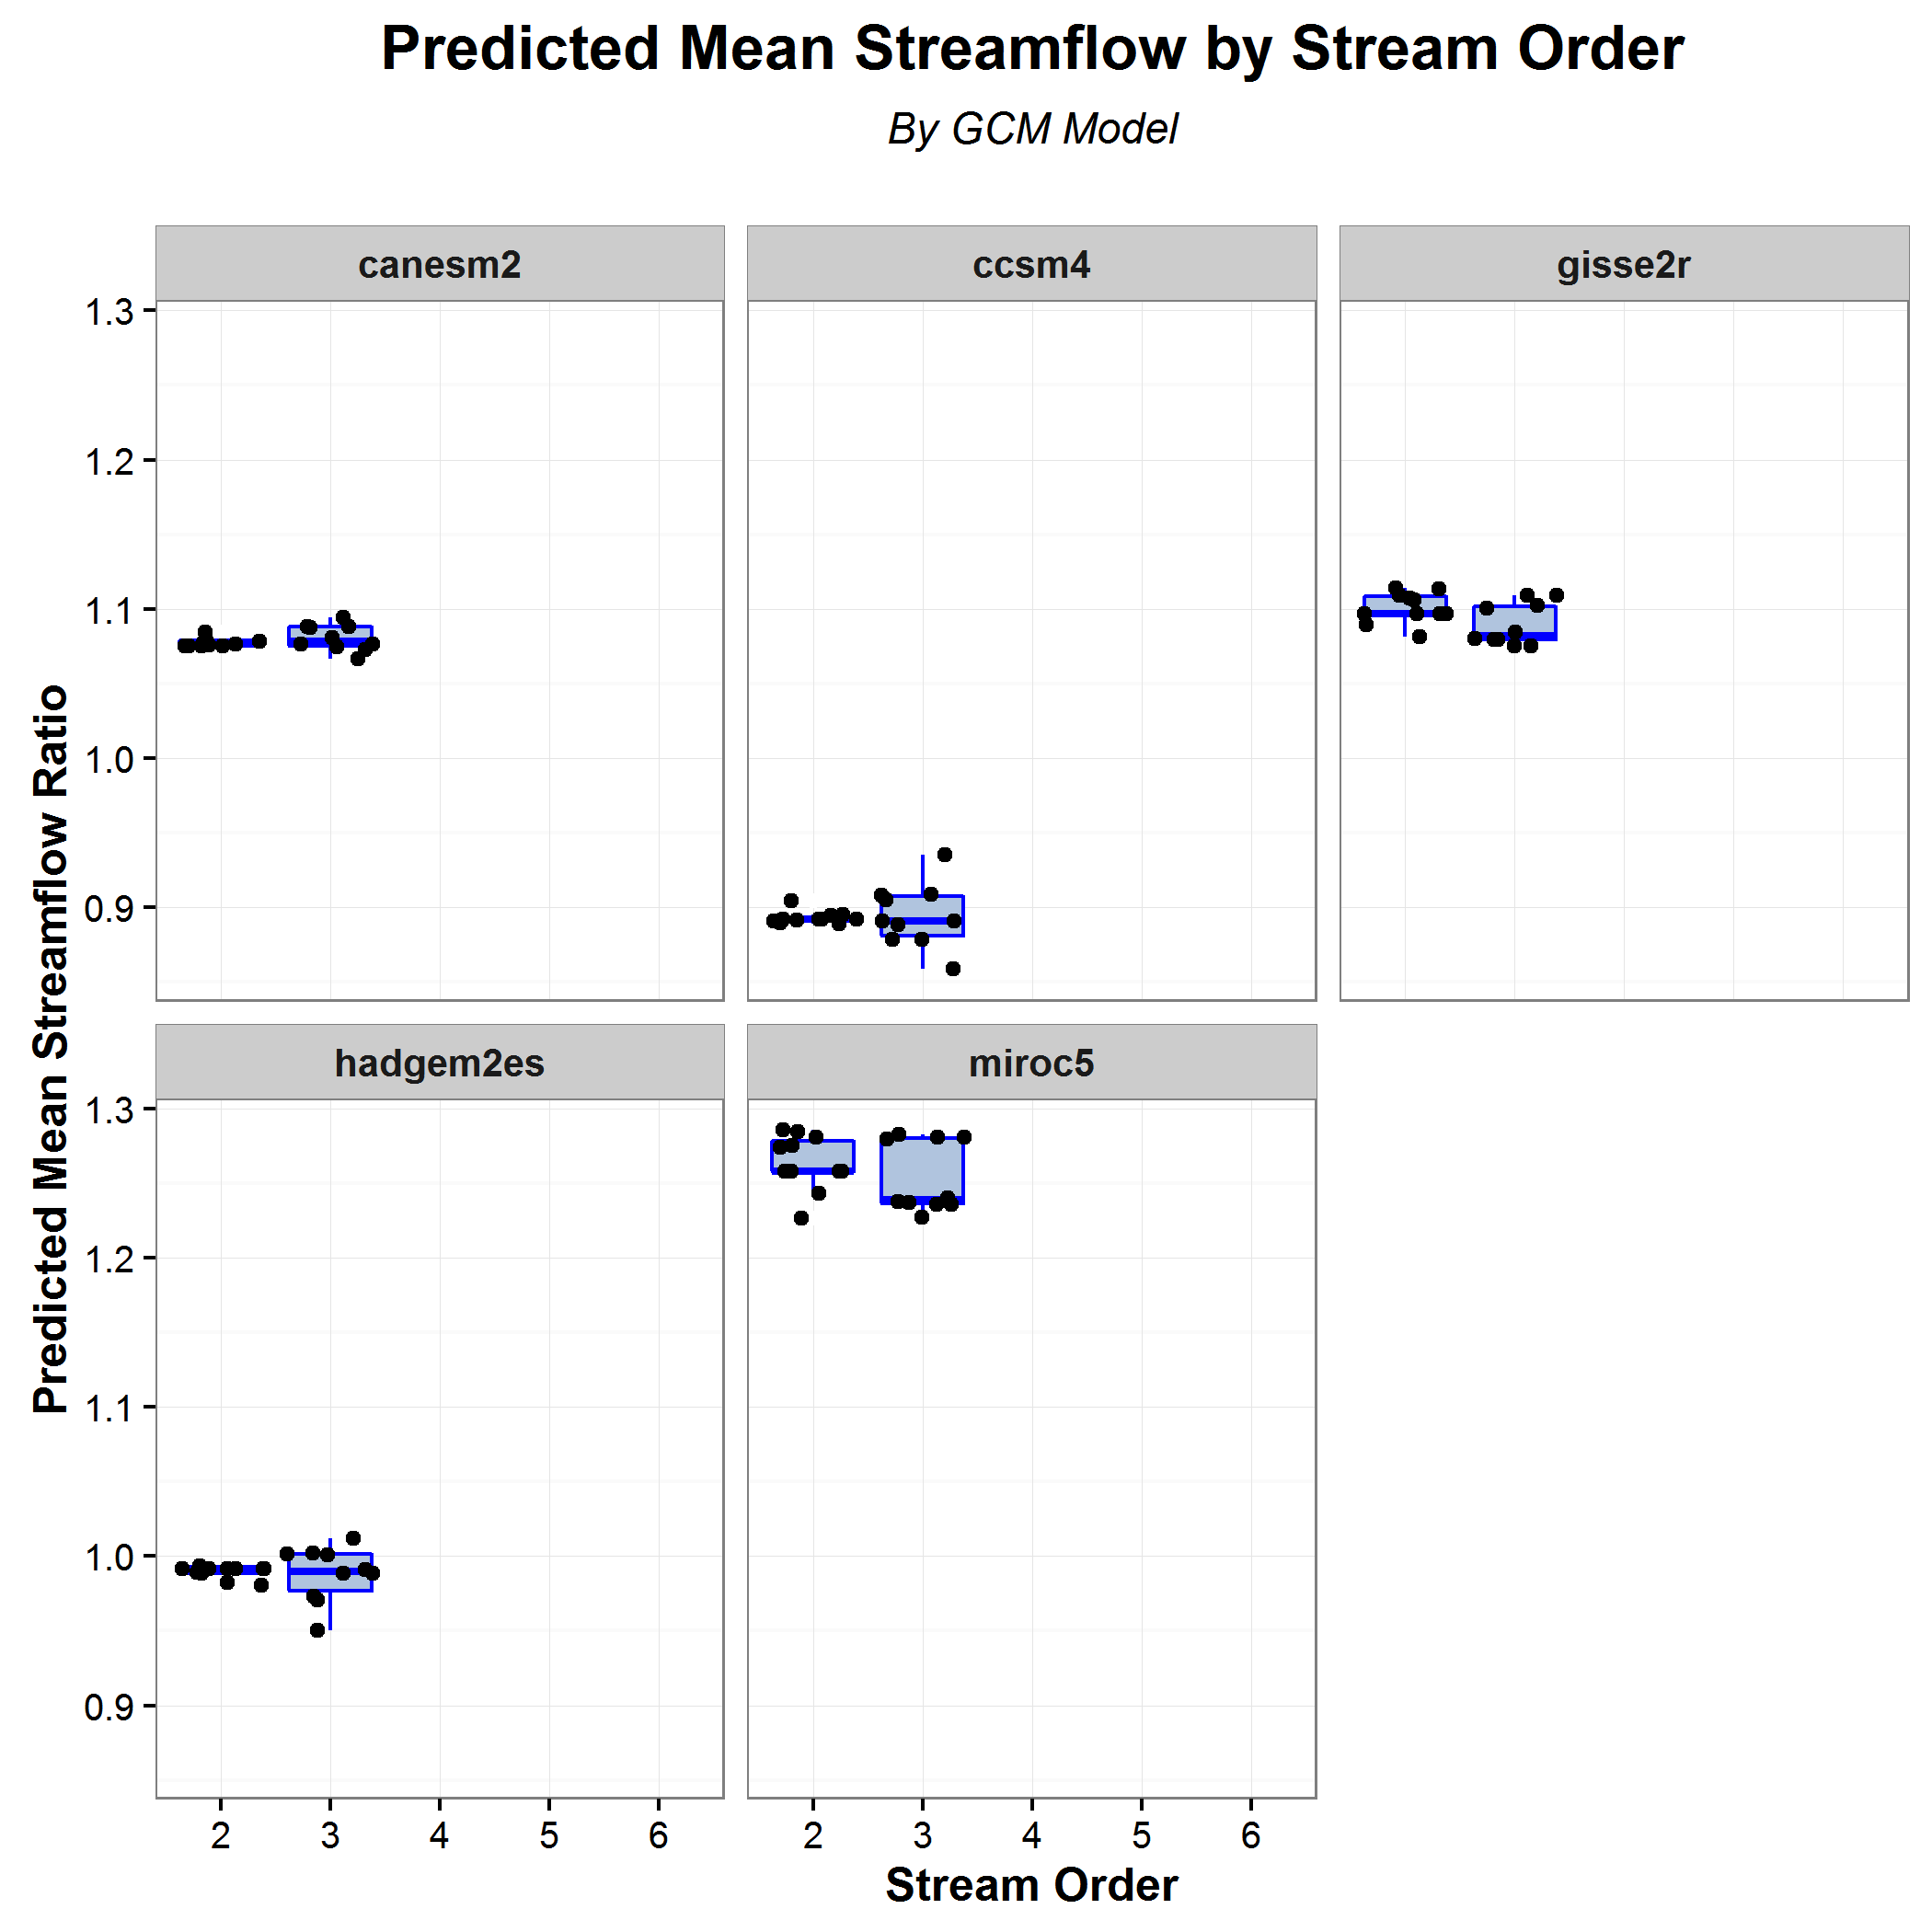 Predicted Mean Streamflow by Stream Order
By GCM Model
canesm2
ccsm4
gisse2r
1.3
1.2
1.1
1.0
0.9
hadgem2es
miroc5
1.3
1.2
1.1
1.0
0.9
Predicted Mean Streamflow Ratio
2 3 4 5 6
2 3 4 5 6
Stream Order